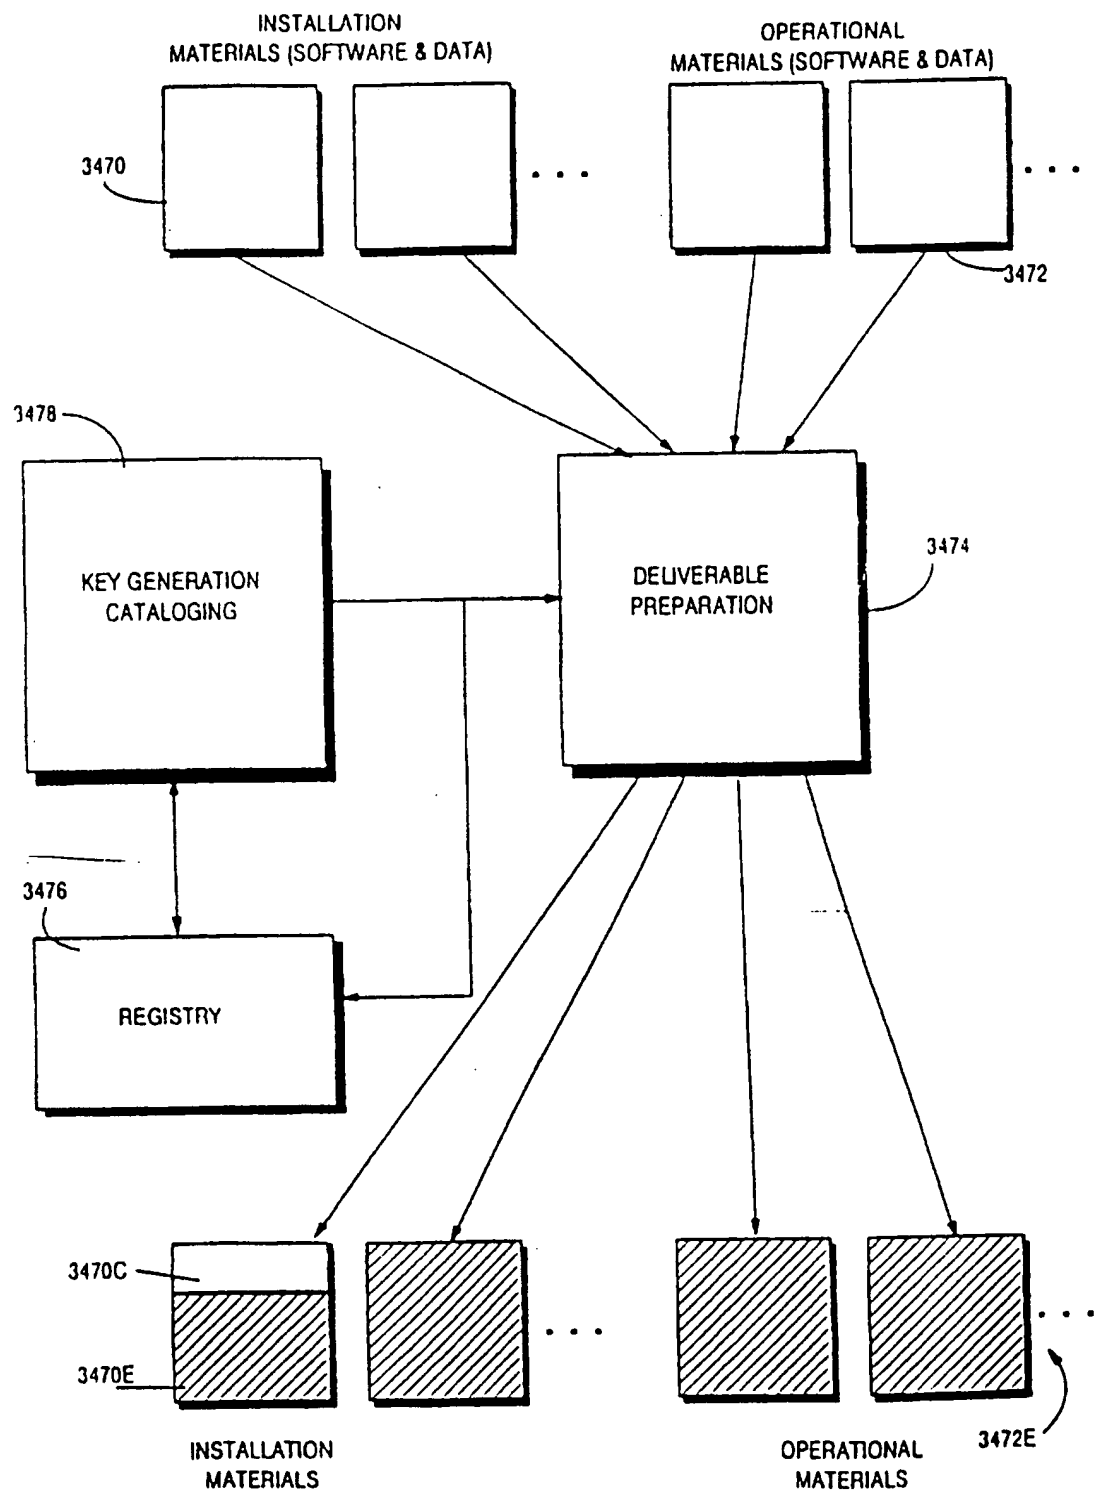 INSTALLATION
MATERIALS (SOFTWARE & DATA)
OPERATIONAL
MATERIALS (SOFTWARE & DATA)
3470
3472
3478
3474
KEY GENERATION
CATALOGING
DELIVERABLE
PREPARATION
3476
REGISTRY
3470C
3470E
3472E
INSTALLATION
MATERIALS
OPERATIONAL
MATERIALS